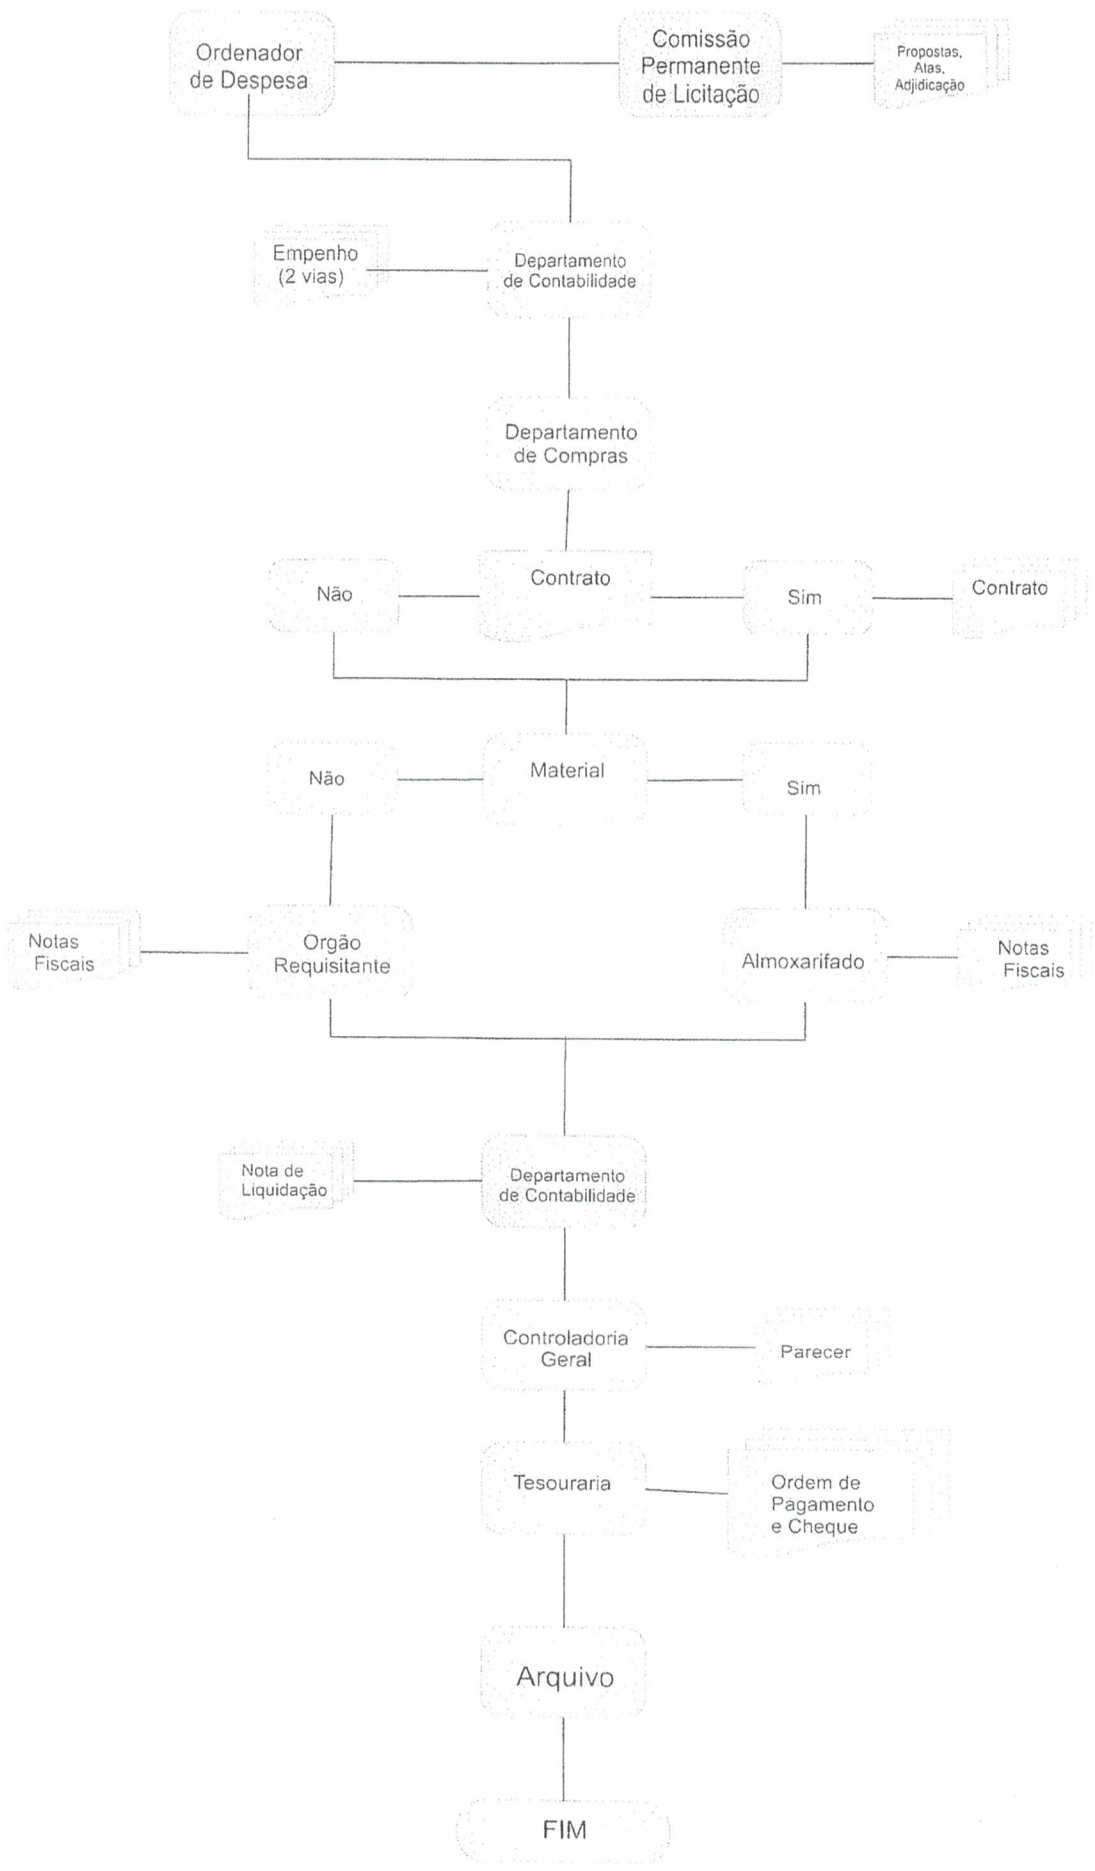 Ordenador
de Despesa
Comissão
Permanente
de Licitação
Propostas,
Atas,
Adjidicação
Empenho
(2 vias)
Departamento
de Contabilidade
Departamento
de Compras
Não
Contrato
Sim
Contrato
Não
Material
Sim
Notas
Fiscais
Orgão
Requisitante
Almoxarifado
Notas
Fiscais
Nota de
Liquidação
Departamento
de Contabilidade
Controladoria
Geral
Parecer
Tesouraria
Ordem de
Pagamento
e Cheque
Arquivo
FIM